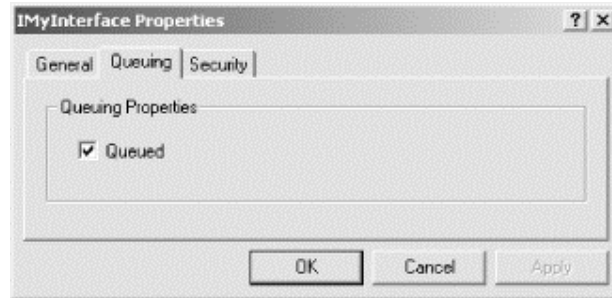 IMyInterface Properties
General Queuing Security
Queuing Properties
Queued
OK Cancel Apply